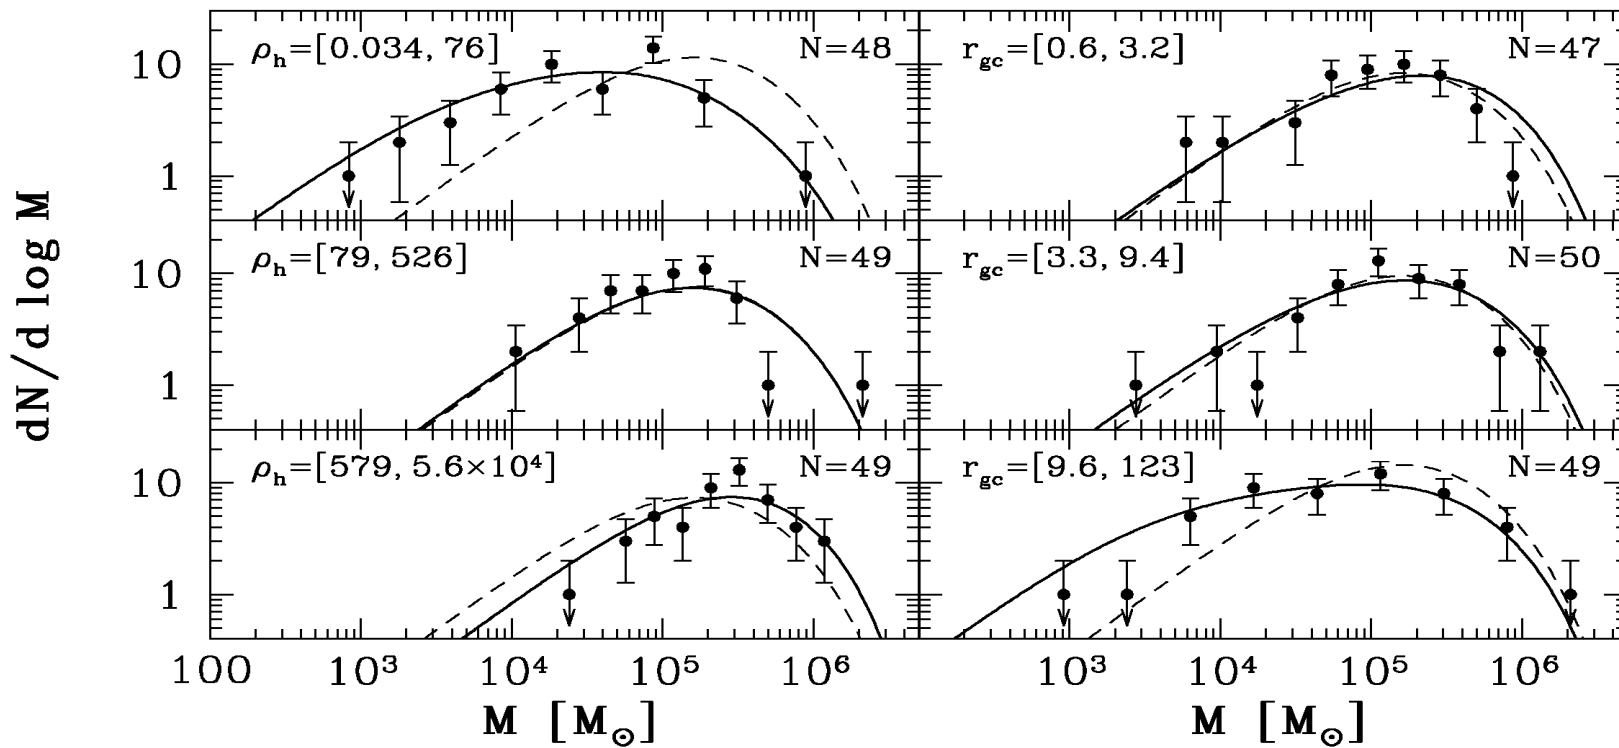 ρh=[0.034, 76] N=48
rgc=[0.6, 3.2] N=47
ρh=[79, 526] N=49
rgc=[3.3, 9.4] N=50
ρh=[579, 5.6×10⁴] N=49
rgc=[9.6, 123] N=49
10
1
10
1
10
1
dN/d log M
100 10³ 10⁴ 10⁵ 10⁶
10³ 10⁴ 10⁵ 10⁶
M [M⊙]
M [M⊙]